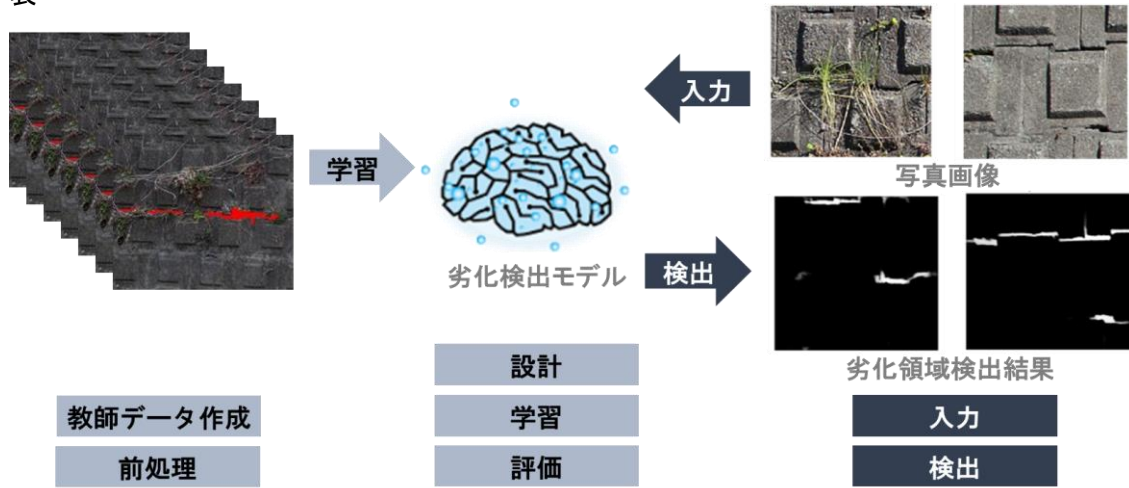 入力
写真画像
学習
劣化検出モデル
検出
劣化領域検出結果
設計
教師データ作成
学習
入力
前処理
評価
検出